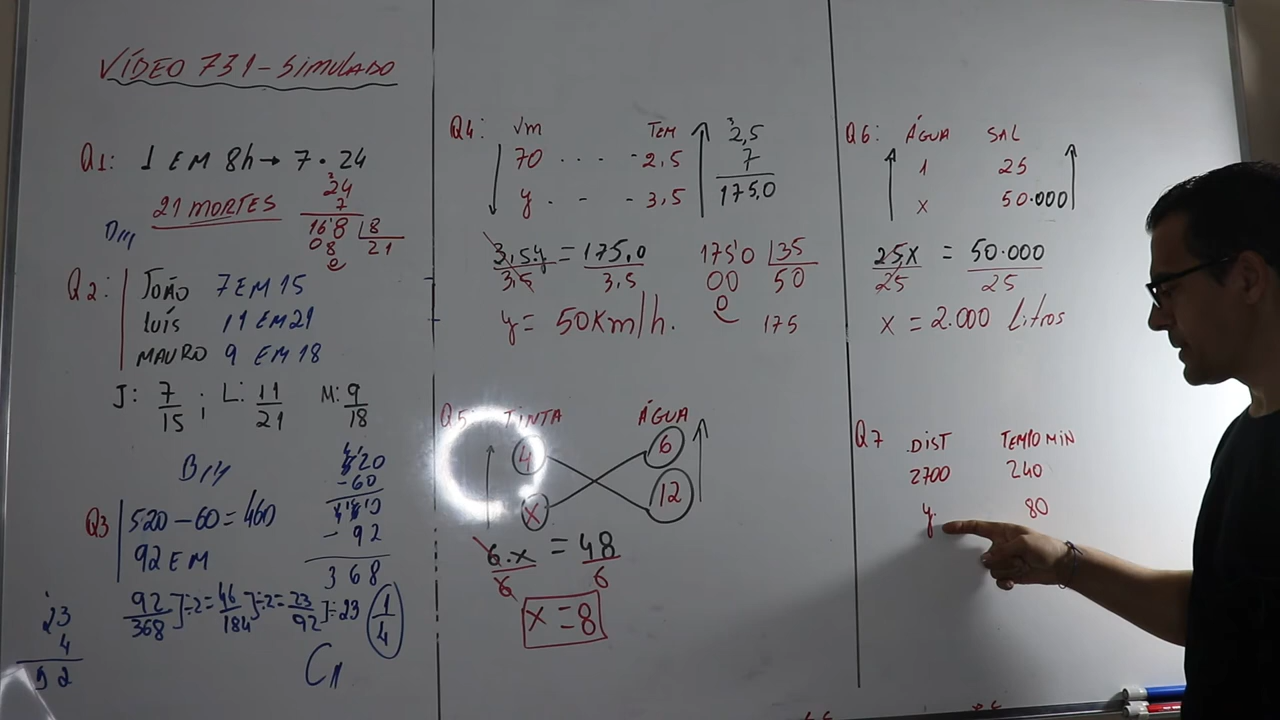 VÍDEO 731 - SIMULADO
Q1: 1 EM 8h → 7 · 24
21 MORTES
D//
24
7
168 | 8
08 21
0
Q2: JOÃO 7 EM 15
LUÍS 11 EM 21
MAURO 9 EM 18
J: 7/15 ; L: 11/21 M: 9/18
B//
Q3 520 - 60 = 460
92 EM
520
- 60
460
- 92
368
92/368 ÷2 = 46/184 ÷2 = 23/92 ÷23 1/4
C//
23
4
92
Q4: Vm TEM
70 .... 2,5
y. - - 3,5
2,5
7
175,0
3,5.y = 175,0
3,5 3,5
1750 | 35
00 50
0
y = 50Km/h.
175
Q5: TINTA ÁGUA
4 6
x 12
6.x = 48
6 6
x = 8
Q6: ÁGUA SAL
1 25
x 50.000
25x = 50.000
25 25
x = 2.000 Litros
Q7 DIST TEMPO MIN
2700 240
y. 80